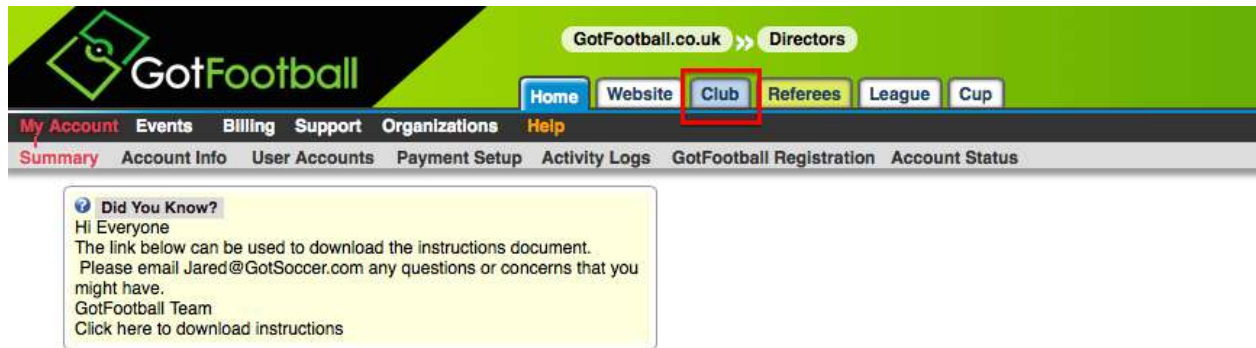 GotFootball
GotFootball.co.uk » Directors
Home Website Club Referees League Cup
My Account Events Billing Support Organizations Help
Summary Account Info User Accounts Payment Setup Activity Logs GotFootball Registration Account Status
? Did You Know?
Hi Everyone
The link below can be used to download the instructions document.
Please email Jared@GotSoccer.com any questions or concerns that you
might have.
GotFootball Team
Click here to download instructions